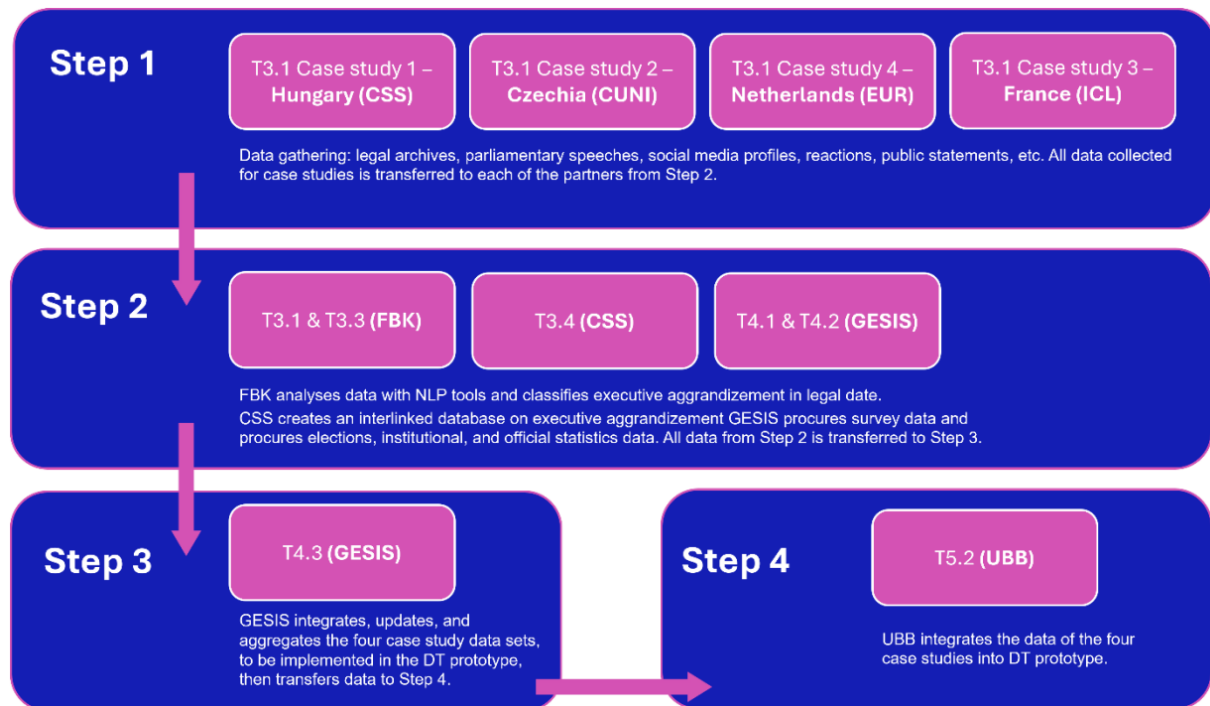 Step 1
T3.1 Case study 1 –
Hungary (CSS)
T3.1 Case study 2 –
Czechia (CUNI)
T3.1 Case study 4 –
Netherlands (EUR)
T3.1 Case study 3 –
France (ICL)
Data gathering: legal archives, parliamentary speeches, social media profiles, reactions, public statements, etc. All data collected
for case studies is transferred to each of the partners from Step 2.
Step 2
T3.1 & T3.3 (FBK)
T3.4 (CSS)
T4.1 & T4.2 (GESIS)
FBK analyses data with NLP tools and classifies executive aggrandizement in legal date.
CSS creates an interlinked database on executive aggrandizement GESIS procures survey data and
procures elections, institutional, and official statistics data. All data from Step 2 is transferred to Step 3.
Step 3
T4.3 (GESIS)
GESIS integrates, updates, and
aggregates the four case study data sets,
to be implemented in the DT prototype,
then transfers data to Step 4.
Step 4
T5.2 (UBB)
UBB integrates the data of the four
case studies into DT prototype.